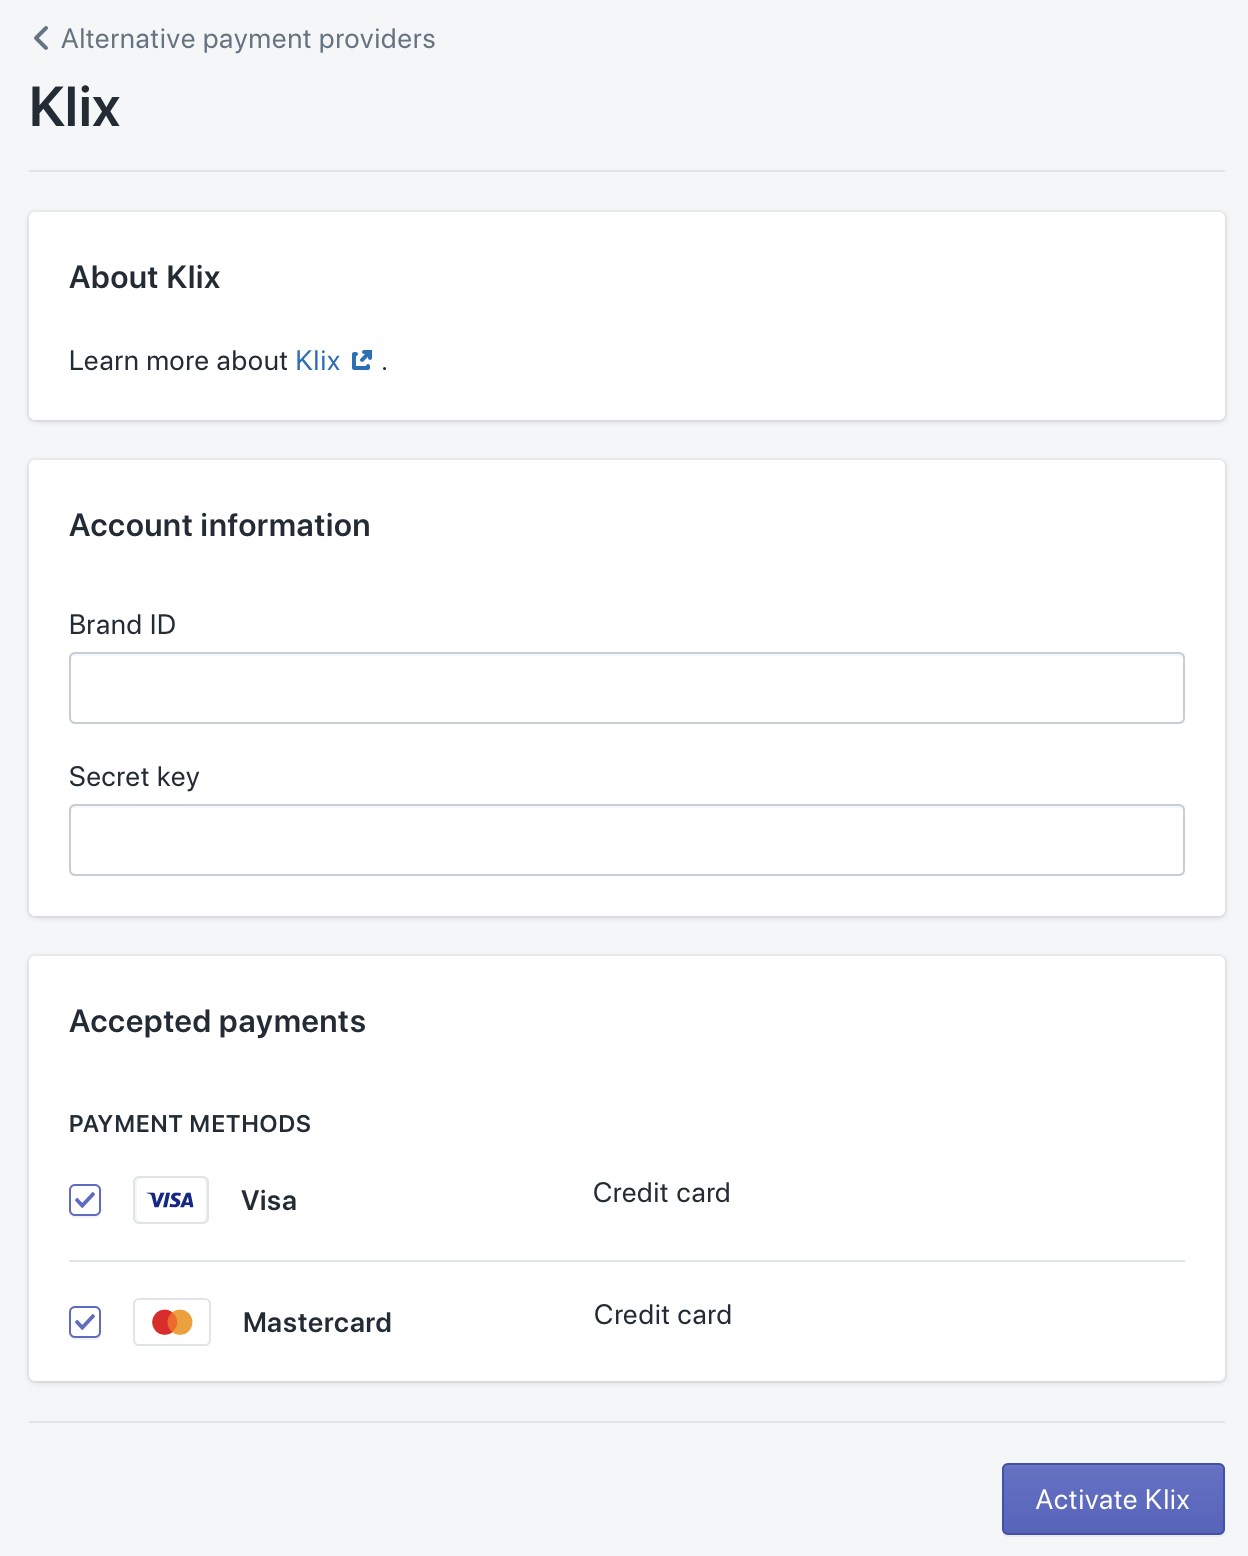 Alternative payment providers
Klix
About Klix
Learn more about Klix .
Account information
Brand ID
Secret key
Accepted payments
PAYMENT METHODS
VISA Visa Credit card
Mastercard Credit card
Activate Klix